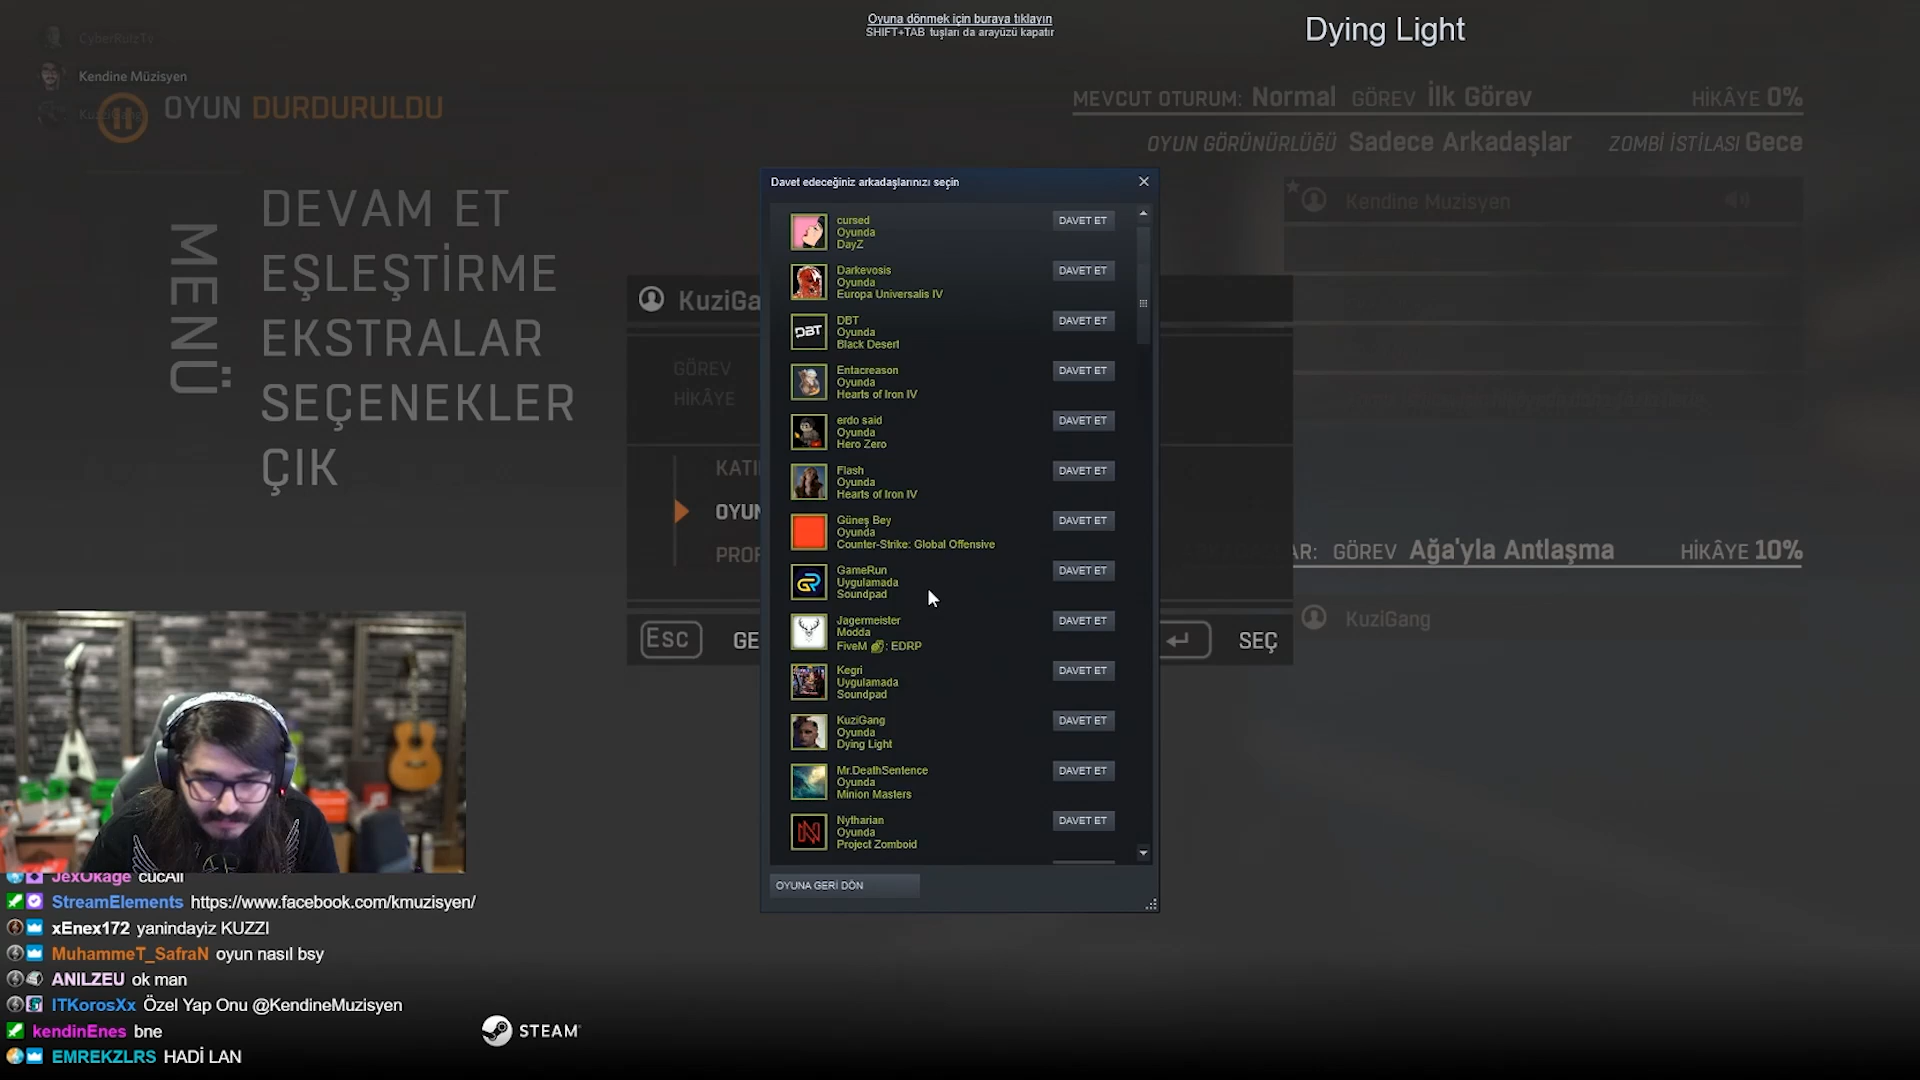 CyberRulzTv
Kendine Müzisyen
OYUN DURDURULDU
Oyuna dönmek için buraya tıklayın
SHIFT+TAB tuşları da arayüzü kapatır
Dying Light
MEVCUT OTURUM: Normal GÖREV İlk Görev HİKÂYE 0%
OYUN GÖRÜNÜRLÜĞÜ Sadece Arkadaşlar ZOMBİ İSTİLASI Gece
Kendine Muzisyen
MENÜ
DEVAM ET
EŞLEŞTİRME
EKSTRALAR
SEÇENEKLER
ÇIK
KuziGa
GÖREV
HİKÂYE
KATI
OYUN
PROF
Esc GE
SEÇ
Davet edeceğiniz arkadaşlarınızı seçin
cursed
Oyunda
DayZ
DAVET ET
Darkevosis
Oyunda
Europa Universalis IV
DAVET ET
DBT
DBT
Oyunda
Black Desert
DAVET ET
Entacreason
Oyunda
Hearts of Iron IV
DAVET ET
erdo said
Oyunda
Hero Zero
DAVET ET
Flash
Oyunda
Hearts of Iron IV
DAVET ET
Güneş Bey
Oyunda
Counter-Strike: Global Offensive
DAVET ET
GameRun
Uygulamada
Soundpad
DAVET ET
Jagermeister
Modda
FiveM : EDRP
DAVET ET
Kegri
Uygulamada
Soundpad
DAVET ET
KuziGang
Oyunda
Dying Light
DAVET ET
Mr.DeathSentence
Oyunda
Minion Masters
DAVET ET
Nytharian
Oyunda
Project Zomboid
DAVET ET
OYUNA GERİ DÖN
AR: GÖREV Ağa'yla Antlaşma HİKÂYE 10%
KuziGang
JexOkage cucAli
StreamElements https://www.facebook.com/kmuzisyen/
xEnex172 yanindayiz KUZZI
MuhammeT_SafraN oyun nasıl bsy
ANILZEU ok man
ITKorosXx Özel Yap Onu @KendineMuzisyen
kendinEnes bne
EMREKZLRS HADİ LAN
STEAM